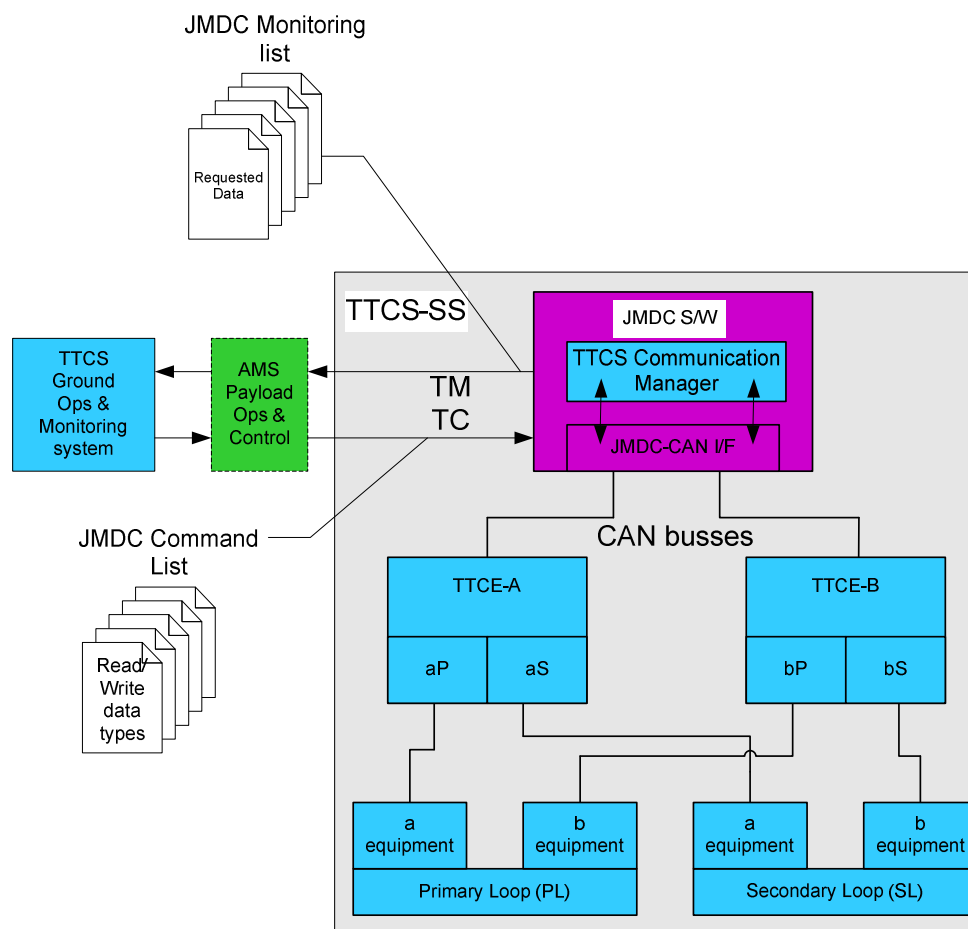 JMDC Monitoring
list
Requested
Data
TTCS-SS
JMDC S/W
TTCS Communication
Manager
JMDC-CAN I/F
TTCS
Ground
Ops &
Monitoring
system
AMS
Payload
Ops &
Control
TM
TC
JMDC Command
List
Read/
Write
data
types
CAN busses
TTCE-A
TTCE-B
aP
aS
bP
bS
a
equipment
b
equipment
a
equipment
b
equipment
Primary Loop (PL)
Secondary Loop (SL)